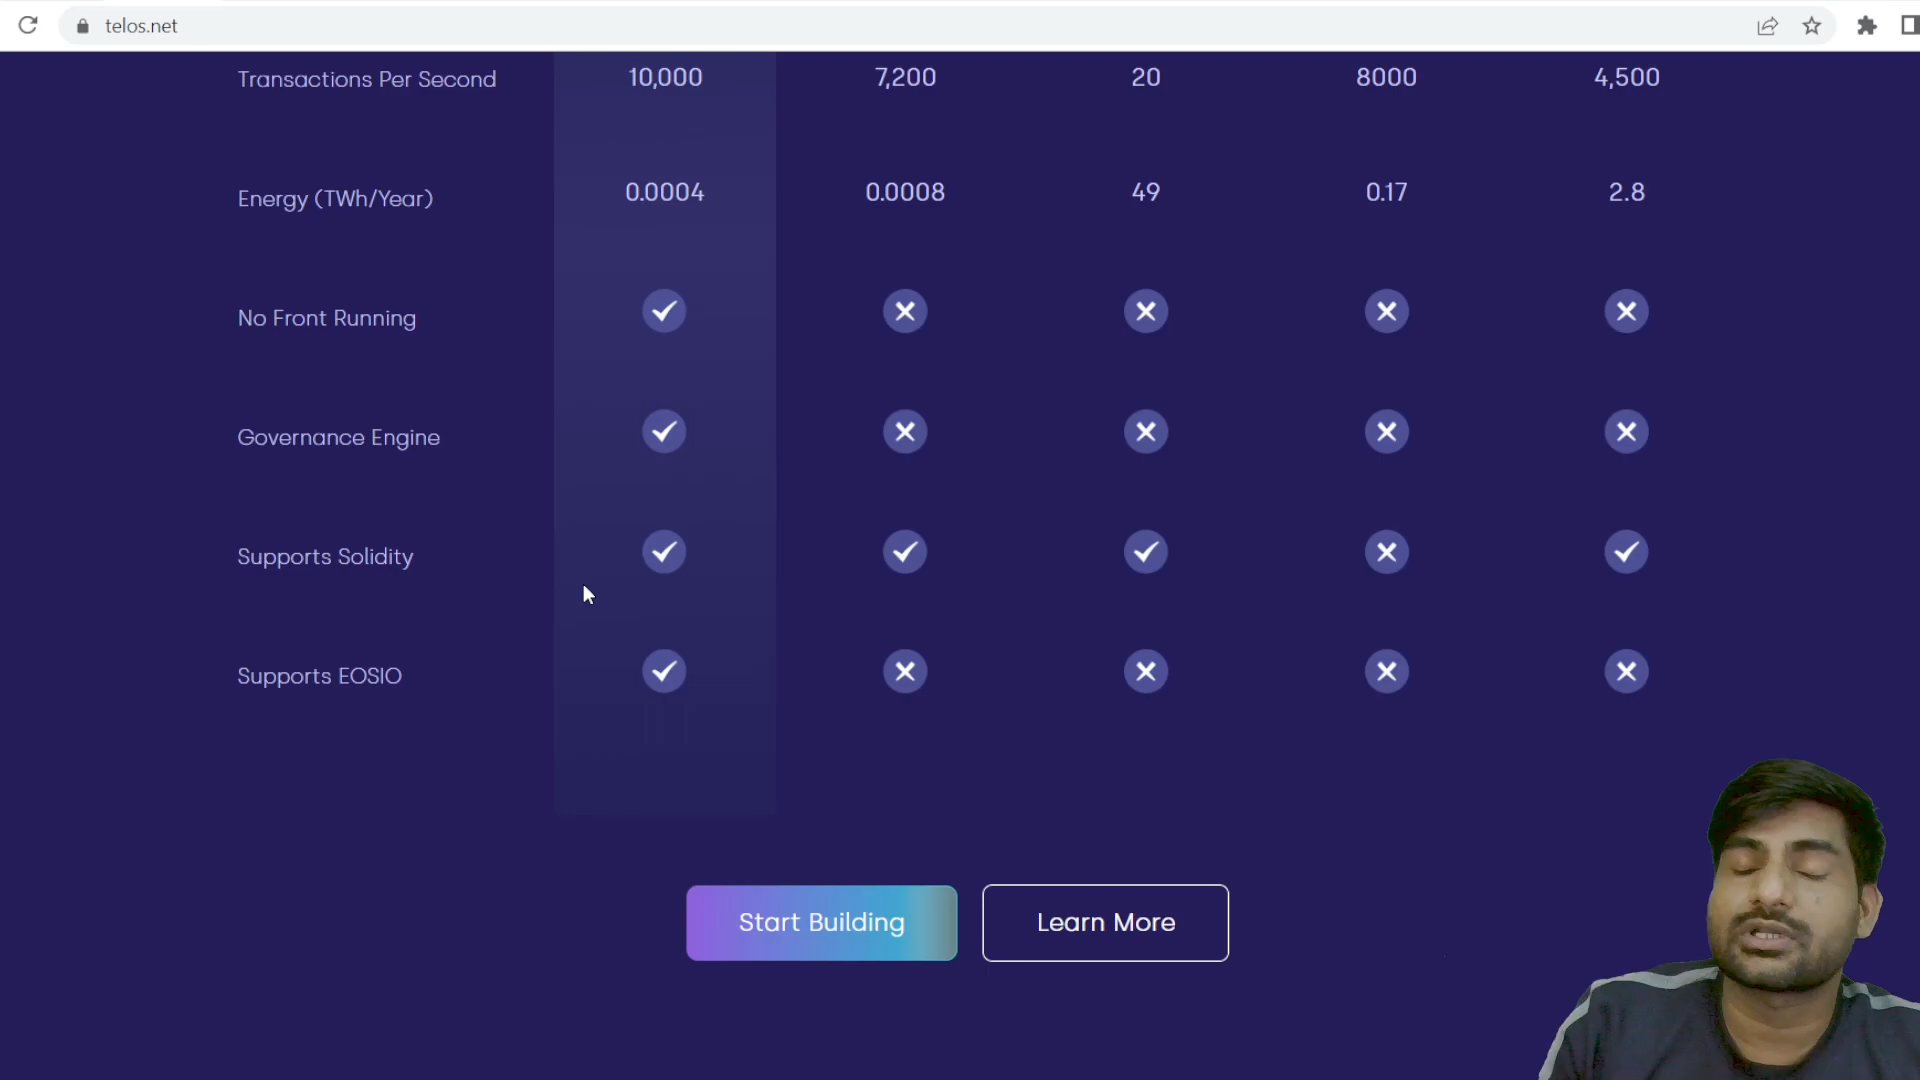 telos.net
Transactions Per Second 10,000 7,200 20 8000 4,500
Energy (TWh/Year) 0.0004 0.0008 49 0.17 2.8
No Front Running
Governance Engine
Supports Solidity
Supports EOSIO
Start Building Learn More